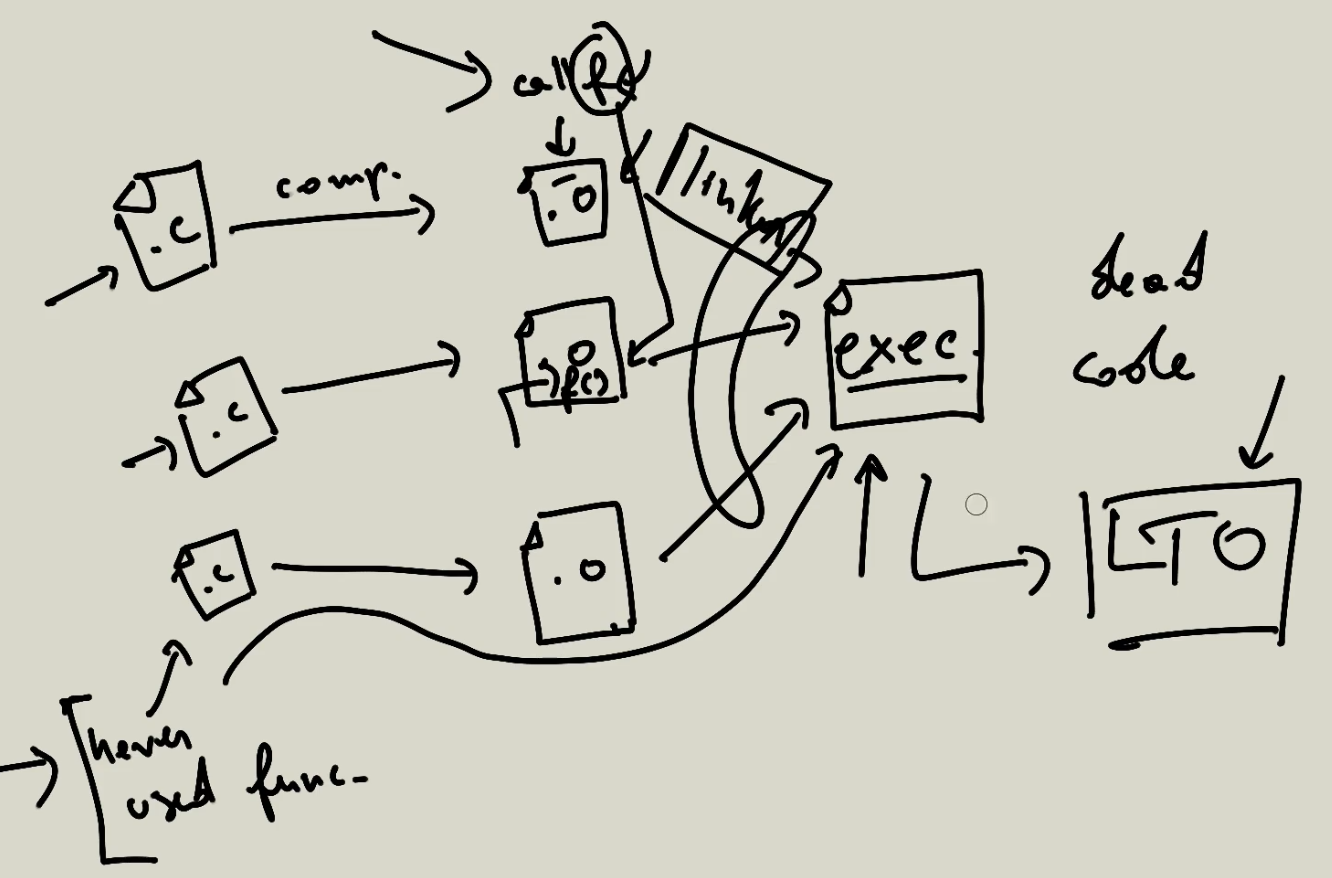 call f()
.c
comp.
.o
linker
.c
.o
f()
exec.
dead
code
.c
.o
LTO
never
used func.